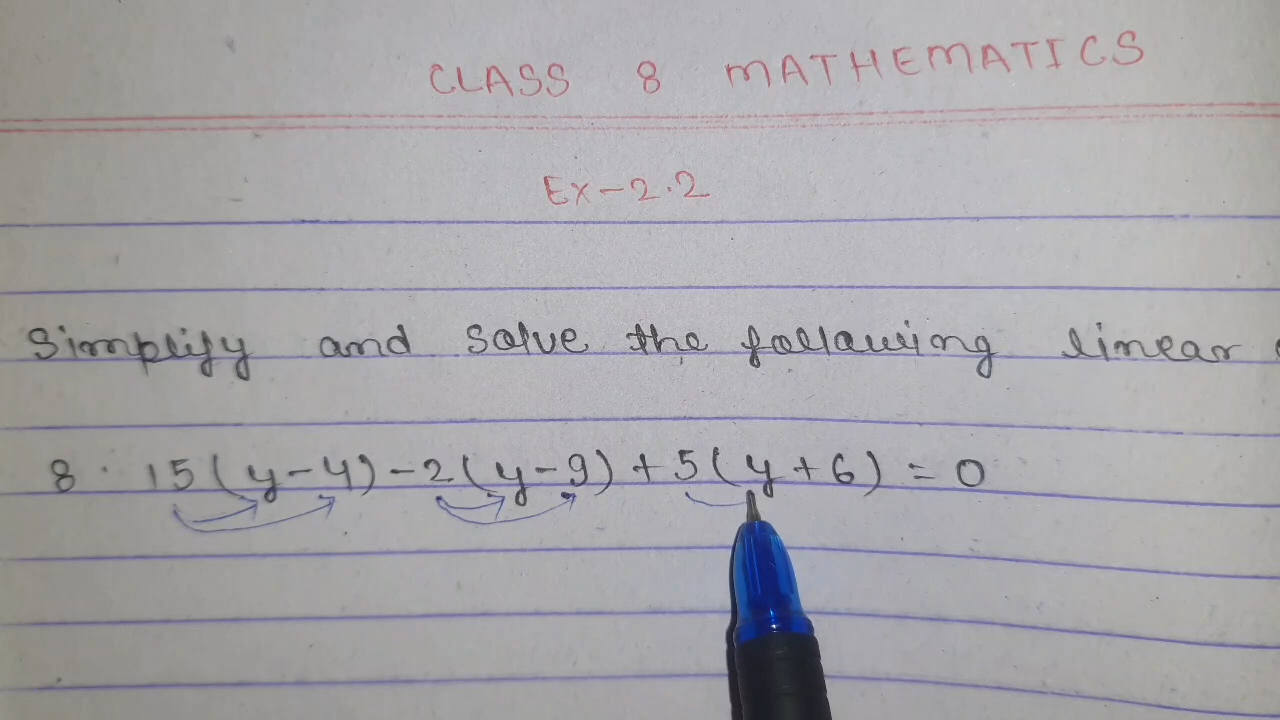 CLASS 8 MATHEMATICS
Ex-2.2
Simplify and solve the following linear
8. 15(y-4)-2(y-9)+5(y+6)=0